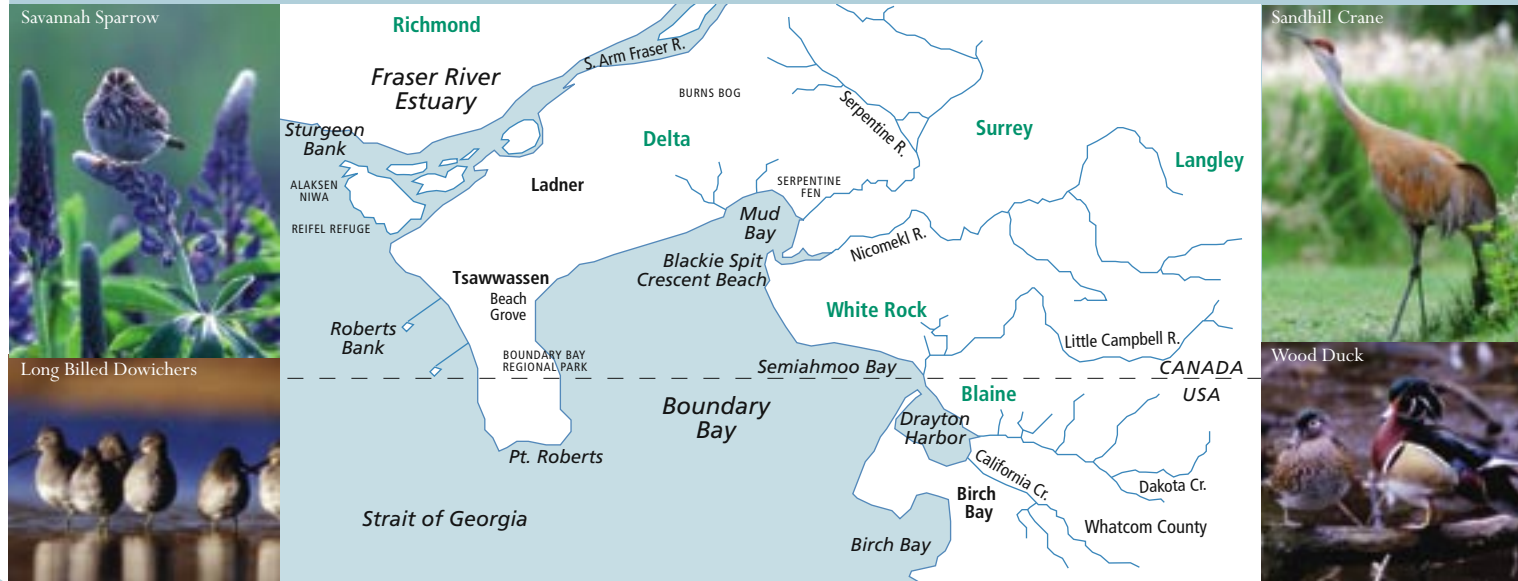 Savannah Sparrow
Long Billed Dowichers
Richmond
Fraser River
Estuary
S. Arm Fraser R.
BURNS BOG
Sturgeon
Bank
Delta
Serpentine R.
Surrey
Langley
ALAKSEN
NIWA
Ladner
SERPENTINE
FEN
REIFEL REFUGE
Mud
Bay
Nicomekl R.
Blackie Spit
Crescent Beach
Tsawwassen
Beach
Grove
White Rock
Roberts
Bank
Little Campbell R.
BOUNDARY BAY
REGIONAL PARK
Semiahmoo Bay
CANADA
USA
Blaine
Boundary
Bay
Drayton
Harbor
Pt. Roberts
California Cr.
Dakota Cr.
Birch
Bay
Strait of Georgia
Whatcom County
Birch Bay
Sandhill Crane
Wood Duck